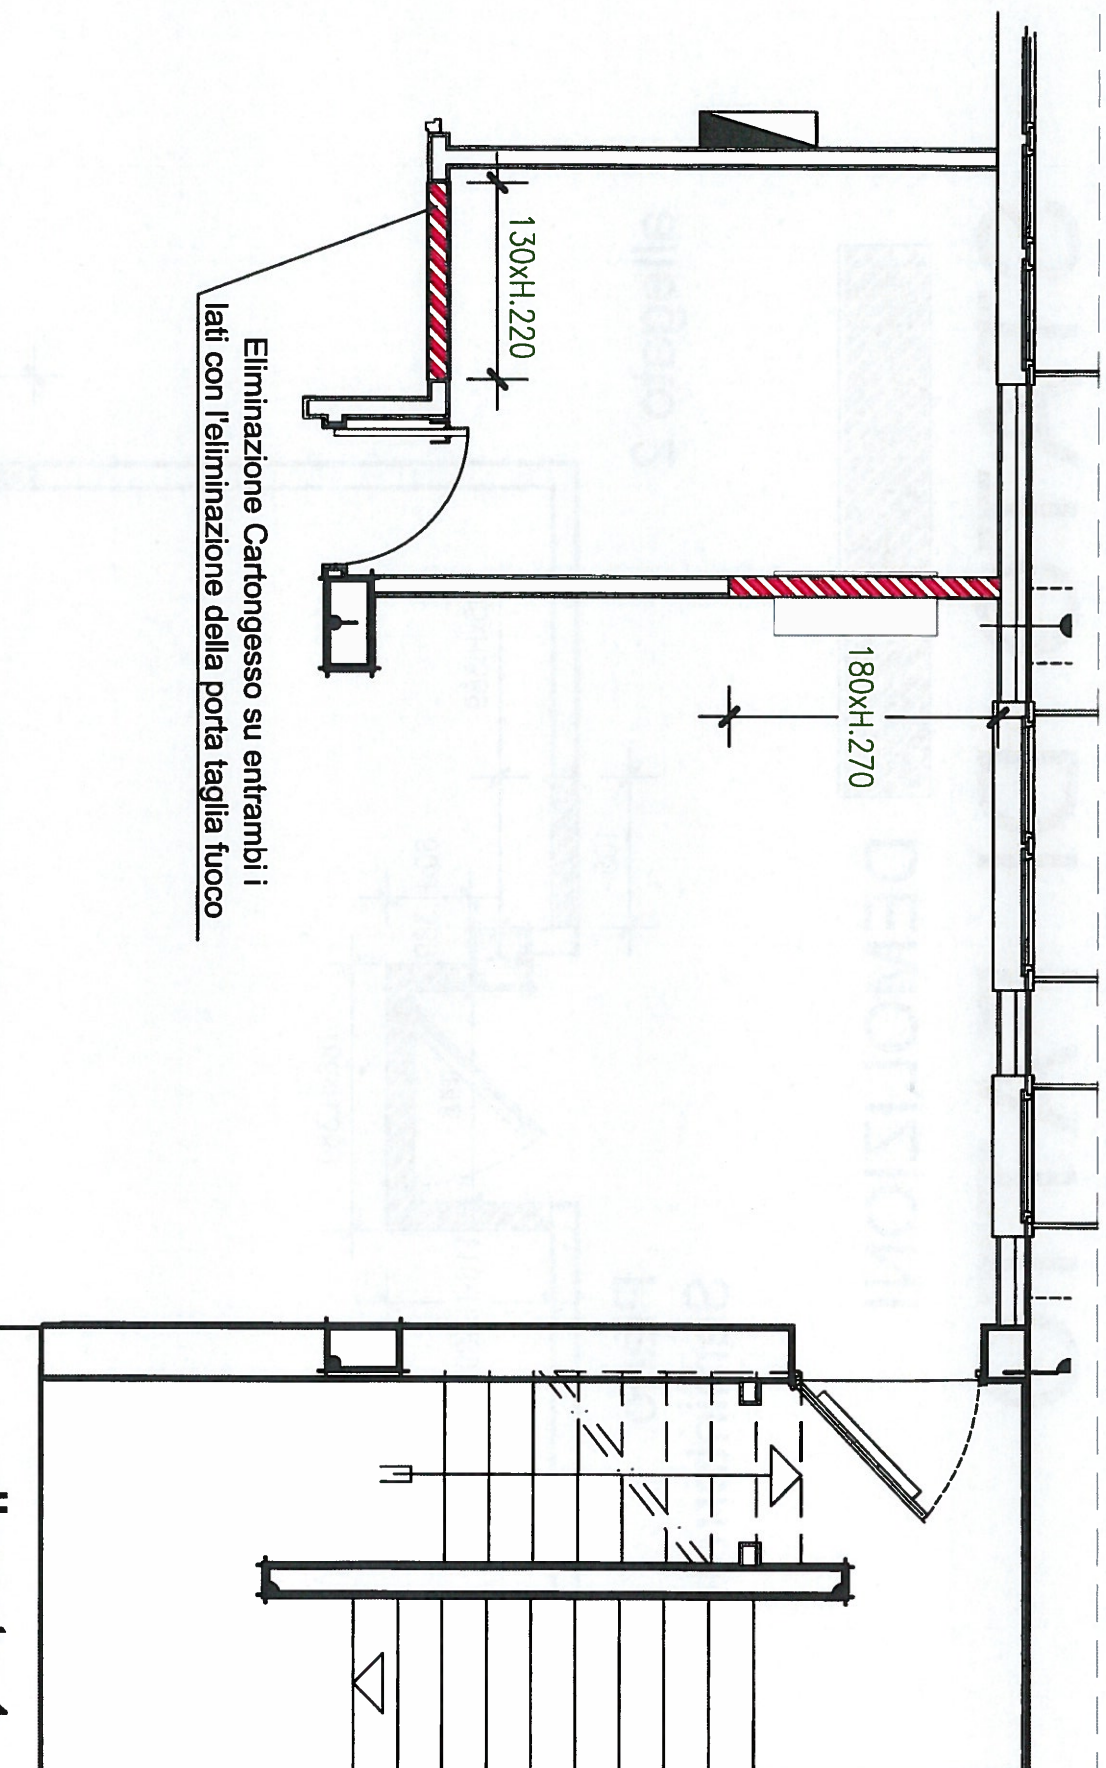 130xH.220
180xH.270
Eliminazione Cartongesso su entrambi i
lati con l'eliminazione della porta taglia fuoco